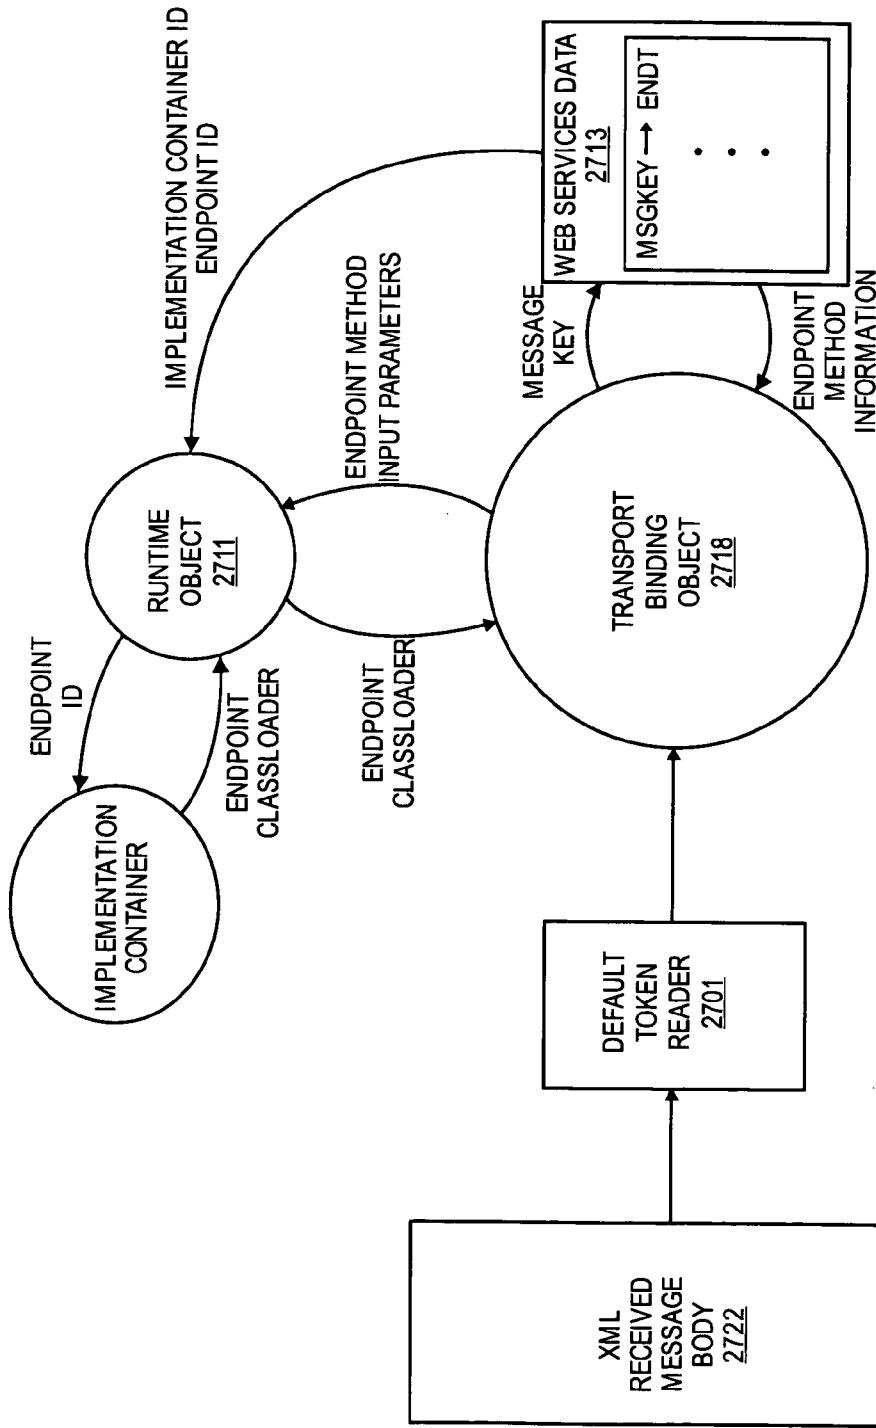 IMPLEMENTATION
CONTAINER
ENDPOINT
ID
ENDPOINT
CLASSLOADER
RUNTIME
OBJECT
2711
IMPLEMENTATION CONTAINER ID
ENDPOINT ID
ENDPOINT
CLASSLOADER
ENDPOINT METHOD
INPUT PARAMETERS
XML
RECEIVED
MESSAGE
BODY
2722
DEFAULT
TOKEN
READER
2701
TRANSPORT
BINDING
OBJECT
2718
MESSAGE
KEY
ENDPOINT
METHOD
INFORMATION
WEB SERVICES DATA
2713
MSGKEY → ENDT